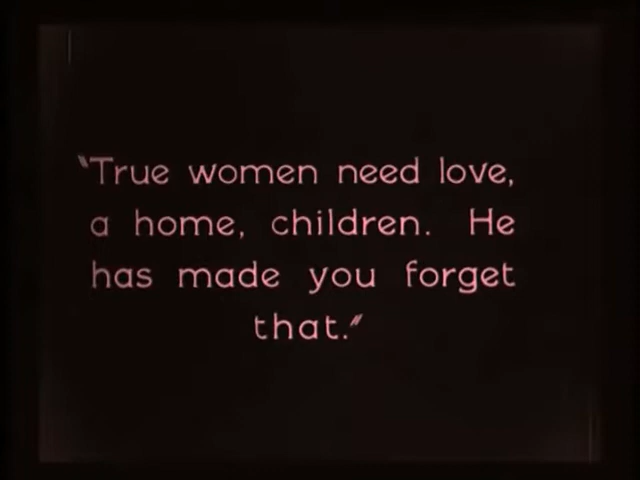 "True women need love,
a home, children. He
has made you forget
that."